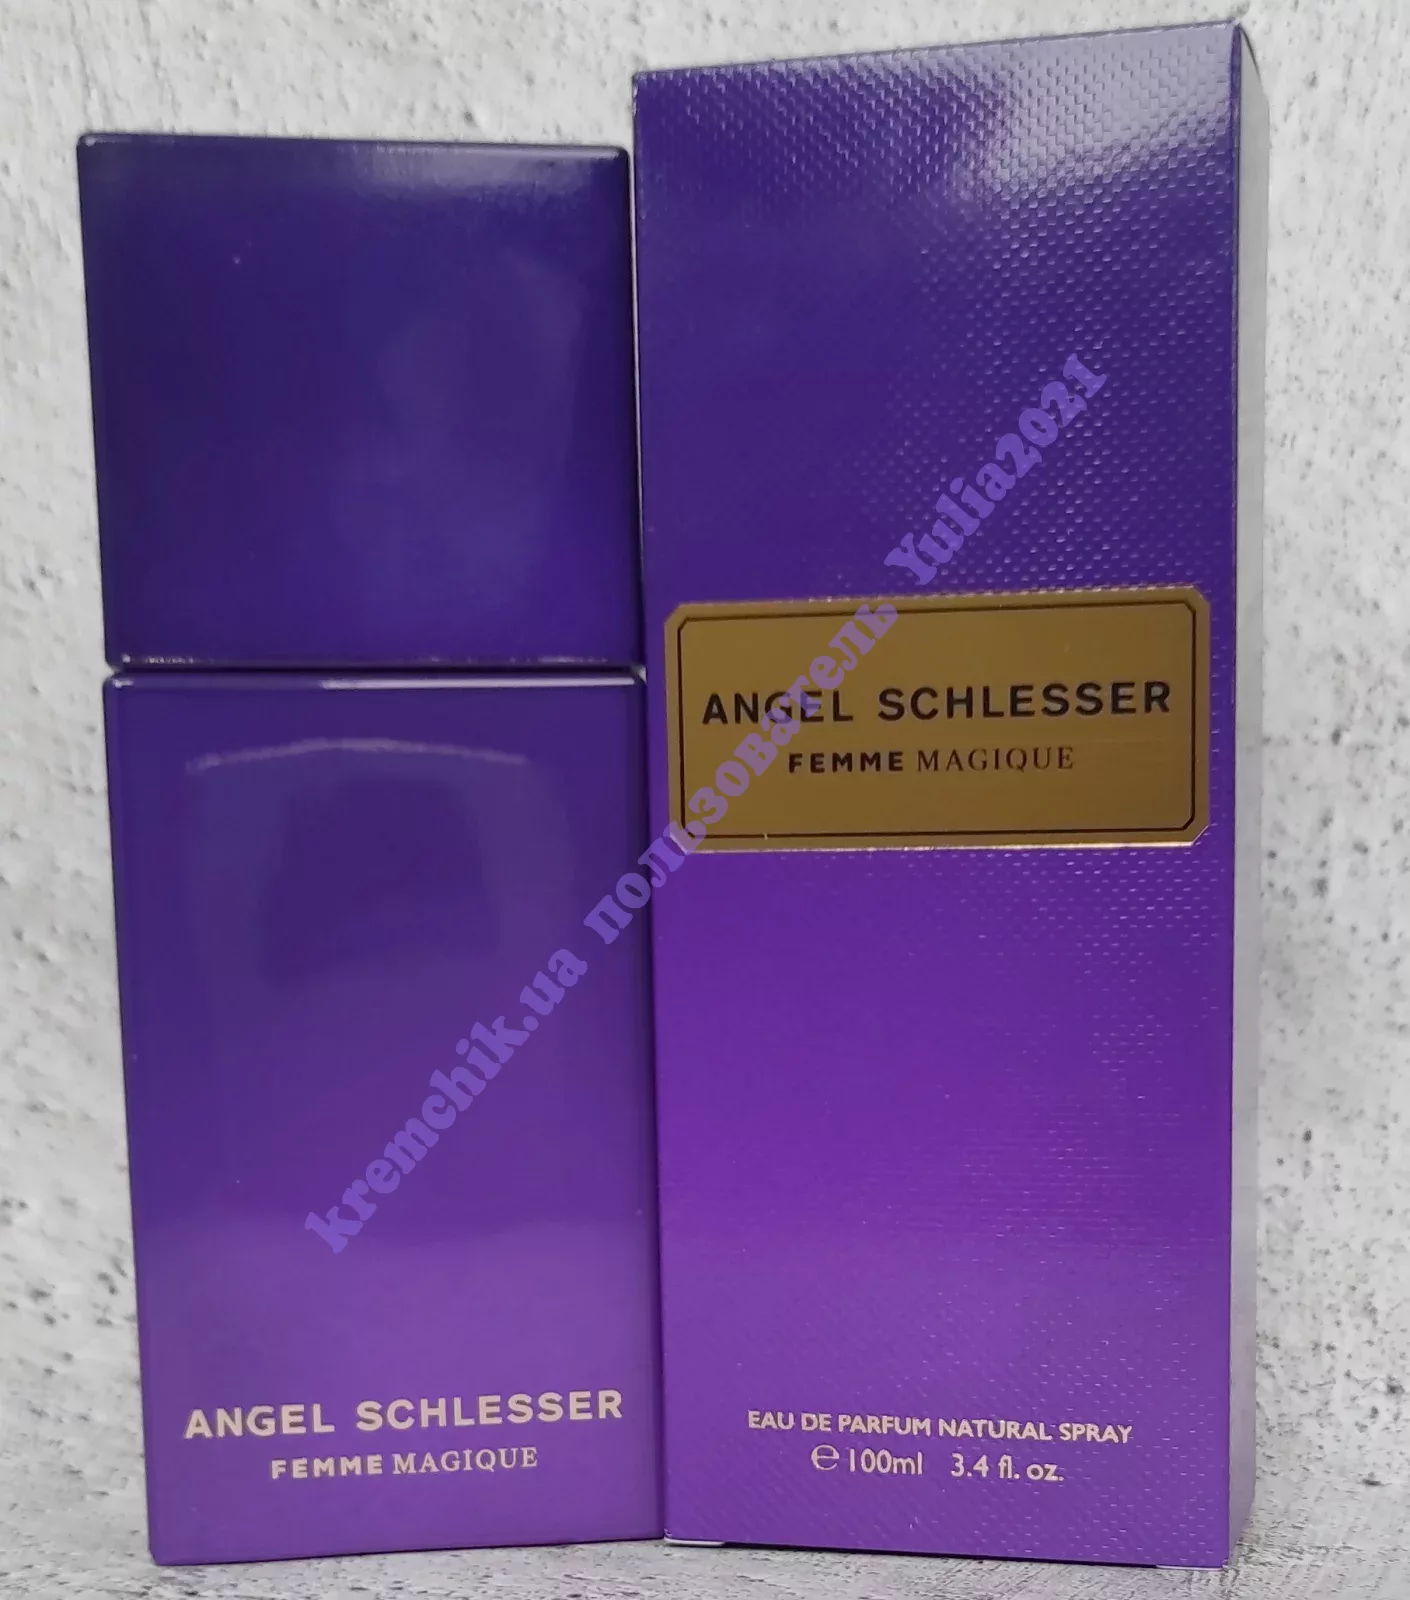 ANGEL SCHLESSER
FEMME MAGIQUE
EAU DE PARFUM NATURAL SPRAY
℮ 100ml 3.4 fl. oz.
ANGEL SCHLESSER
FEMME MAGIQUE
kremchik.ua пользователь Yulia2021